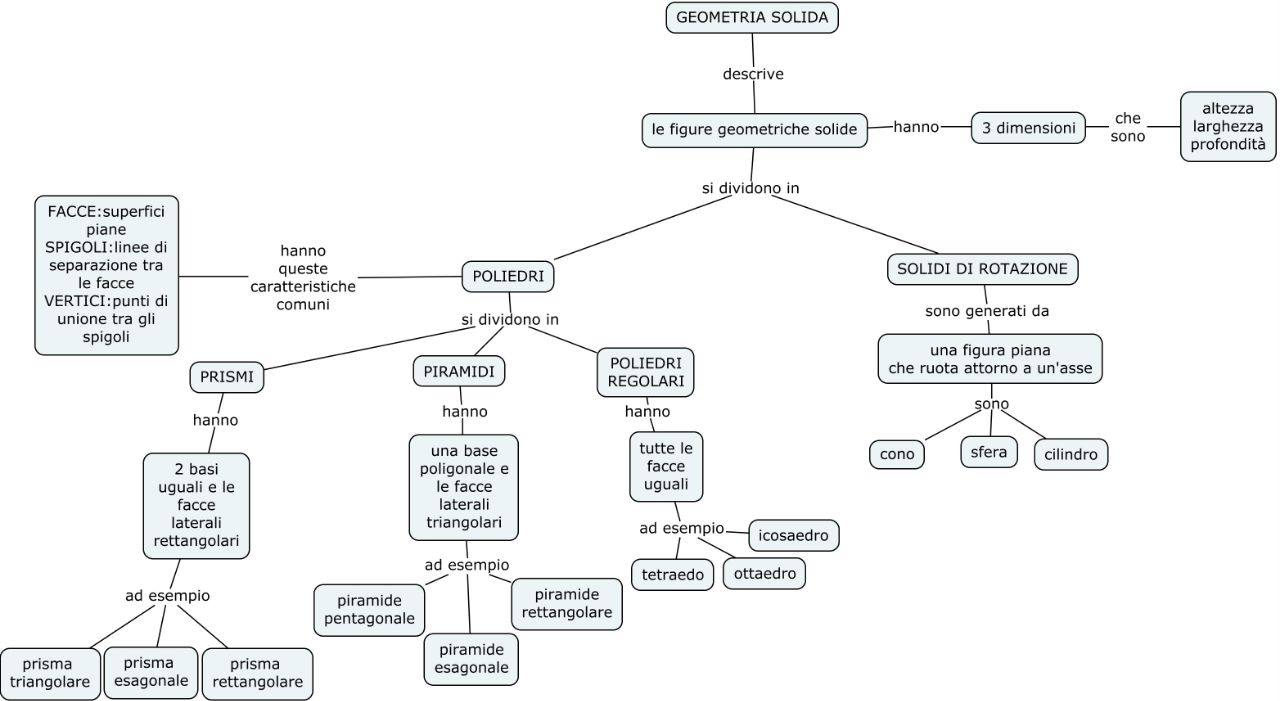 GEOMETRIA SOLIDA
descrive
le figure geometriche solide
hanno
3 dimensioni
che
sono
altezza
larghezza
profondità
si dividono in
FACCE:superfici
piane
SPIGOLI:linee di
separazione tra
le facce
VERTICI:punti di
unione tra gli
spigoli
hanno
queste
caratteristiche
comuni
POLIEDRI
SOLIDI DI ROTAZIONE
si dividono in
sono generati da
PRISMI
PIRAMIDI
POLIEDRI
REGOLARI
una figura piana
che ruota attorno a un'asse
hanno
hanno
hanno
sono
2 basi
uguali e le
facce
laterali
rettangolari
una base
poligonale e
le facce
laterali
triangolari
tutte le
facce
uguali
cono
sfera
cilindro
ad esempio
icosaedro
tetraedo
ottaedro
ad esempio
ad esempio
piramide
pentagonale
piramide
esagonale
piramide
rettangolare
prisma
triangolare
prisma
esagonale
prisma
rettangolare